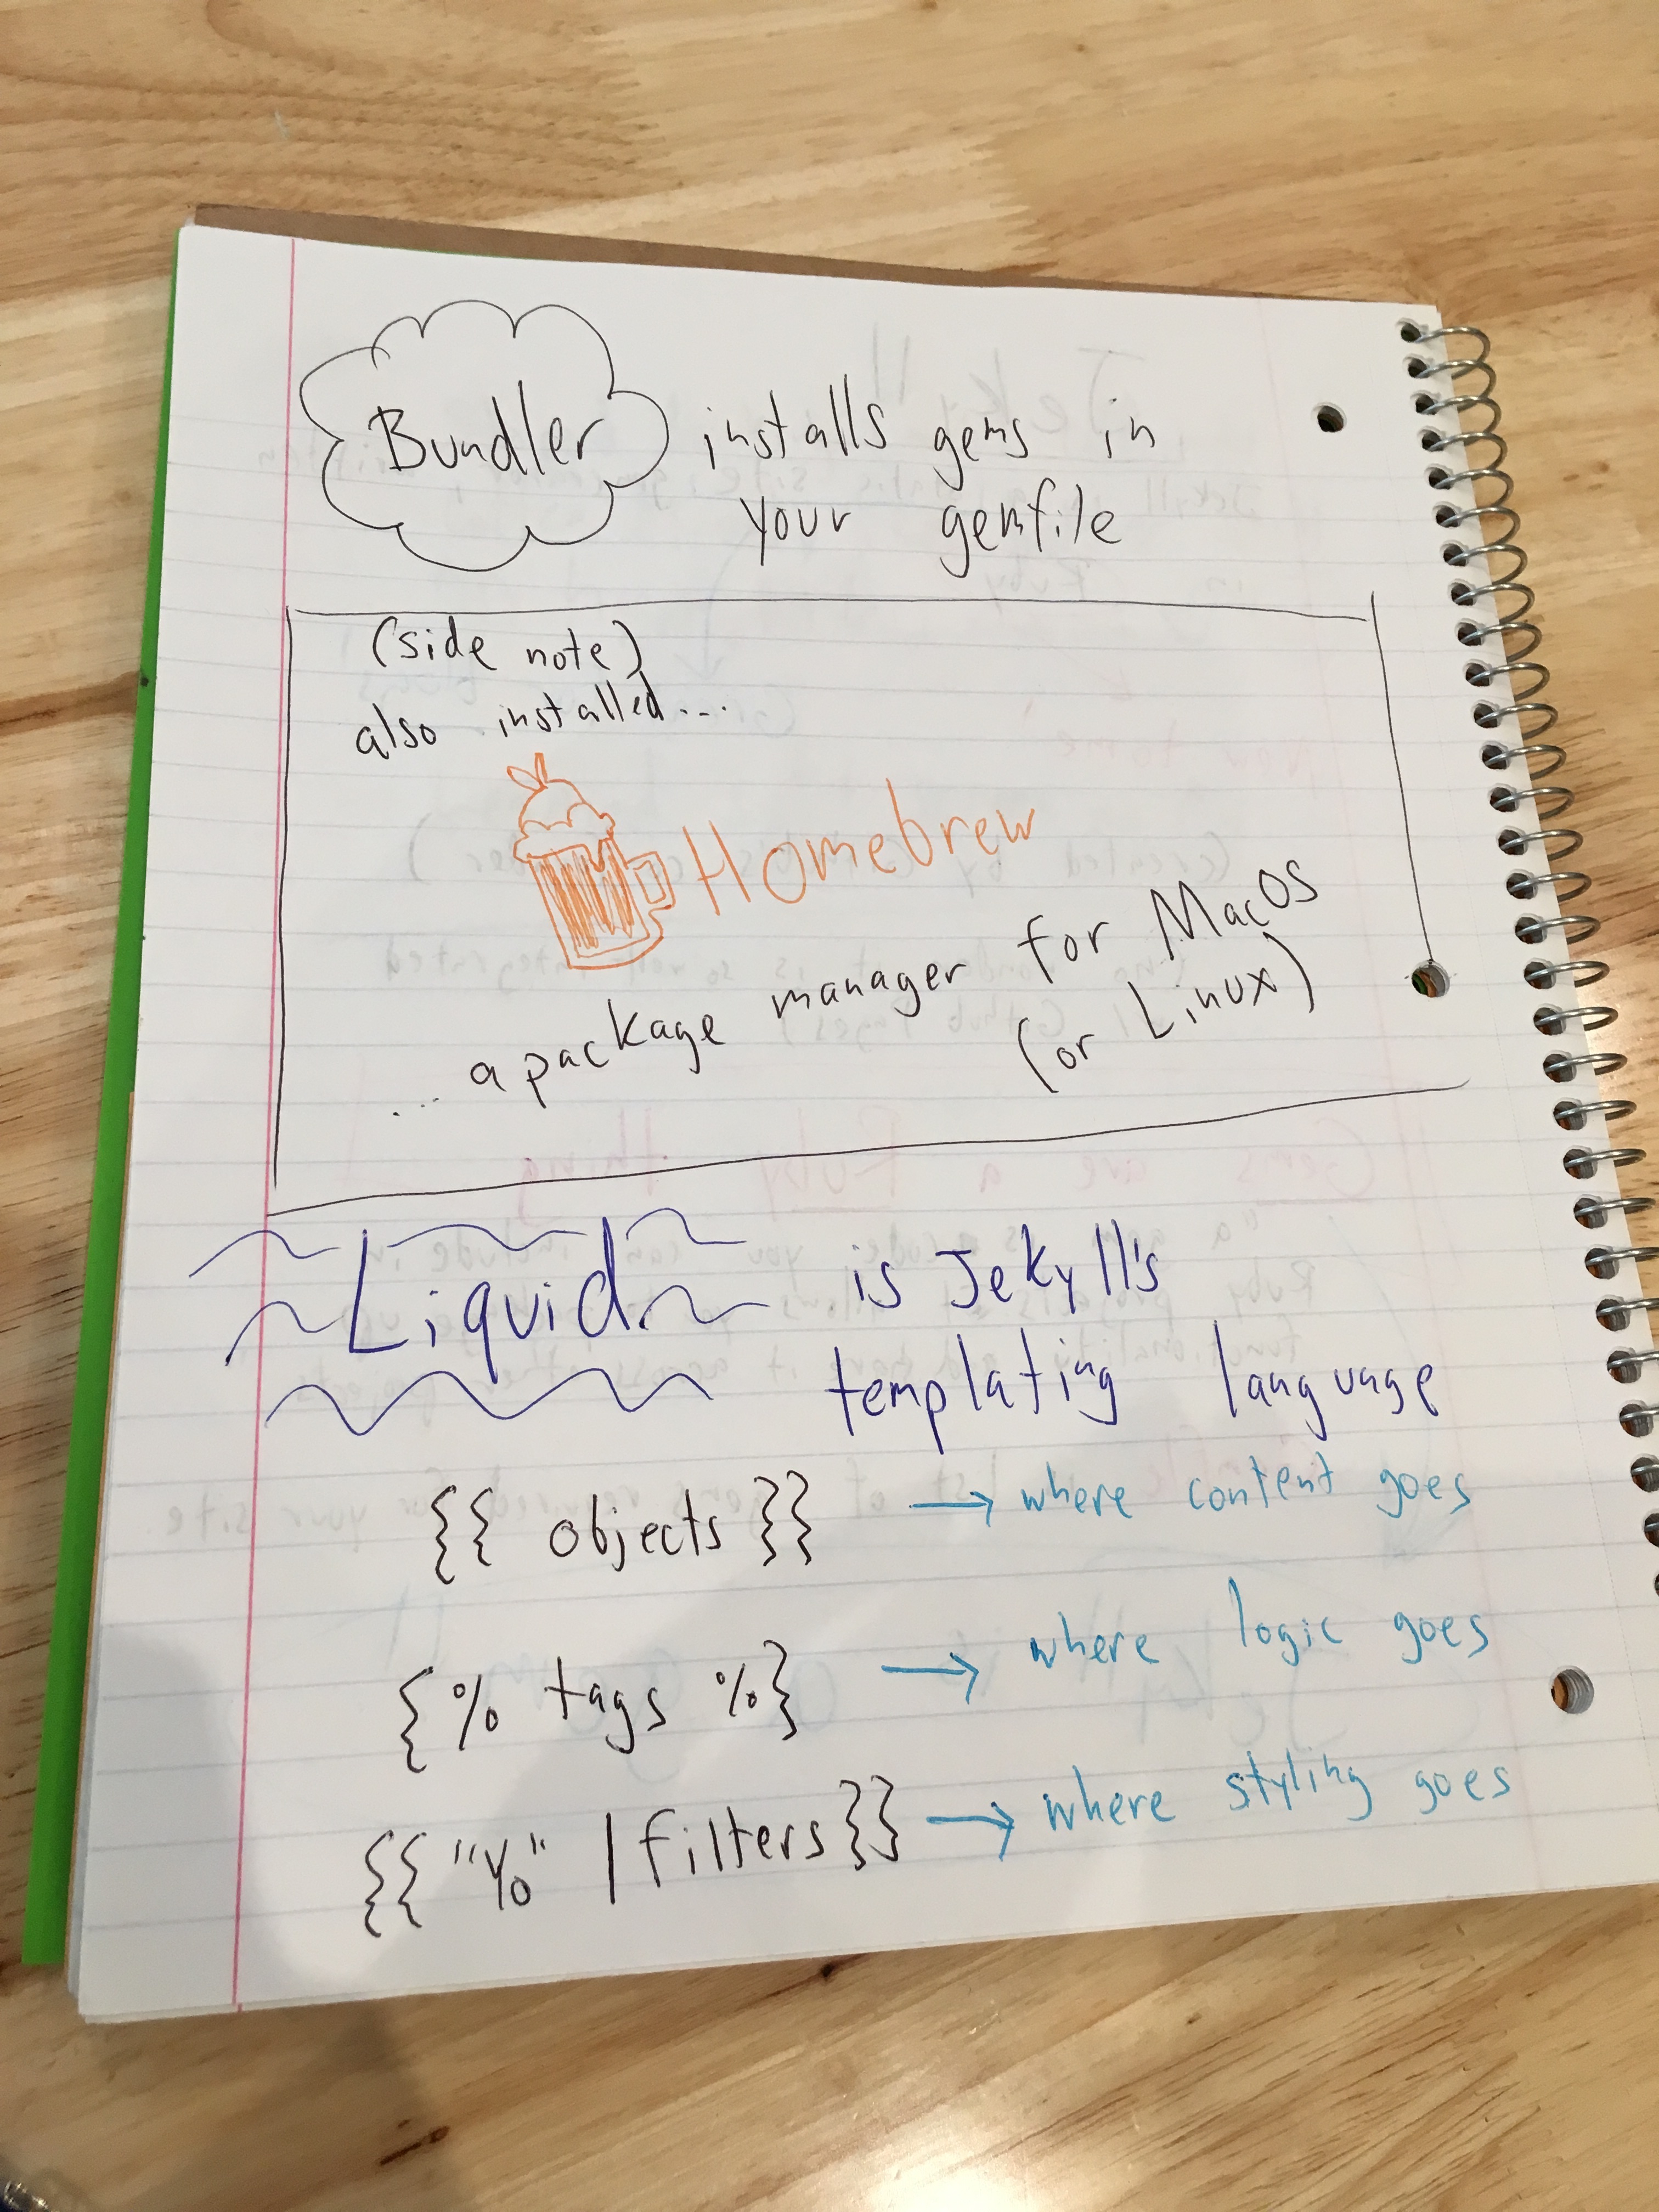 Bundler installs gems in
your gemfile
(side note)
also installed...
Homebrew
... a package manager for MacOS
(or Linux)
Liquid is Jekyll's
templating language
{{ objects }} → where content goes
{% tags %} → where logic goes
{{ "%" | filters }} → where styling goes